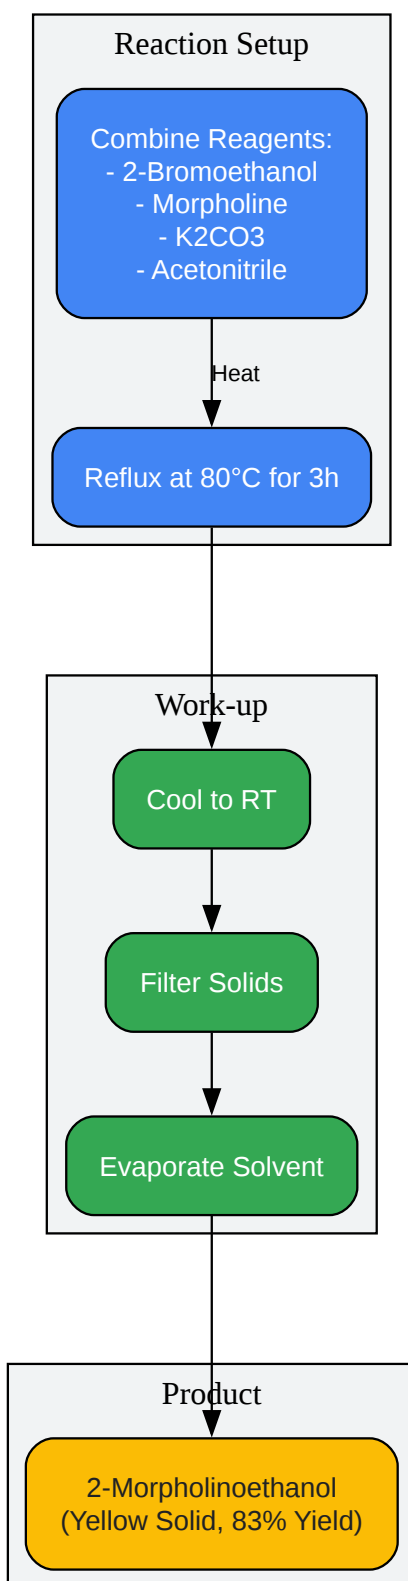 Reaction Setup
Combine Reagents:
- 2-Bromoethanol
- Morpholine
- K2CO3
- Acetonitrile
Heat
Reflux at 80°C for 3h
Work-up
Cool to RT
Filter Solids
Evaporate Solvent
Product
2-Morpholinoethanol
(Yellow Solid, 83% Yield)